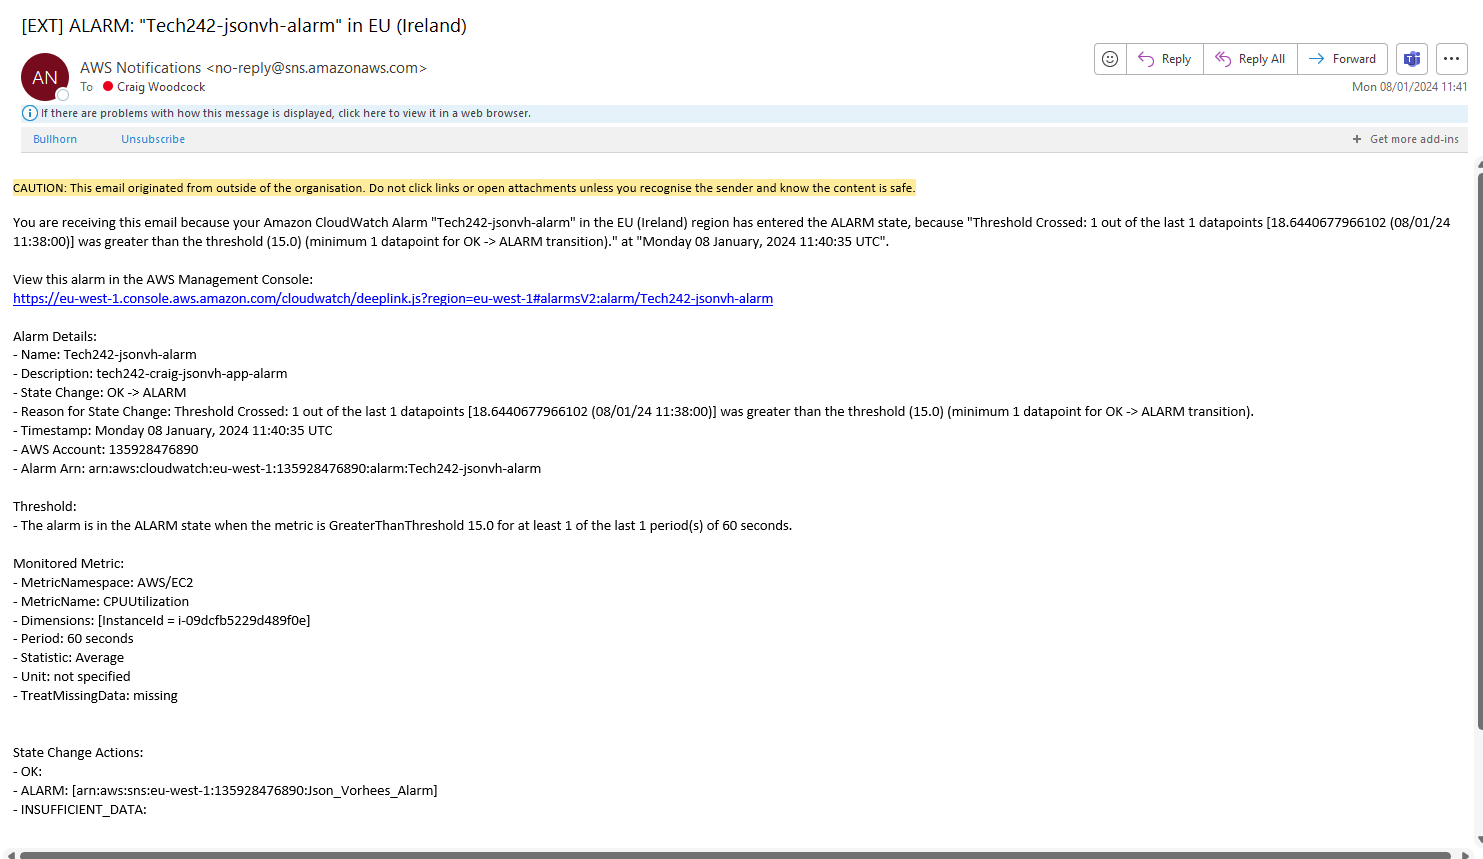 [EXT] ALARM: "Tech242-jsonvh-alarm" in EU (Ireland)
AN
AWS Notifications <no-reply@sns.amazonaws.com>
To Craig Woodcock
Reply
Reply All
Forward
Mon 08/01/2024 11:41
If there are problems with how this message is displayed, click here to view it in a web browser.
Bullhorn Unsubscribe + Get more add-ins
CAUTION: This email originated from outside of the organisation. Do not click links or open attachments unless you recognise the sender and know the content is safe.
You are receiving this email because your Amazon CloudWatch Alarm "Tech242-jsonvh-alarm" in the EU (Ireland) region has entered the ALARM state, because "Threshold Crossed: 1 out of the last 1 datapoints [18.6440677966102 (08/01/24
11:38:00)] was greater than the threshold (15.0) (minimum 1 datapoint for OK -> ALARM transition)." at "Monday 08 January, 2024 11:40:35 UTC".
View this alarm in the AWS Management Console:
https://eu-west-1.console.aws.amazon.com/cloudwatch/deeplink.js?region=eu-west-1#alarmsV2:alarm/Tech242-jsonvh-alarm
Alarm Details:
- Name: Tech242-jsonvh-alarm
- Description: tech242-craig-jsonvh-app-alarm
- State Change: OK -> ALARM
- Reason for State Change: Threshold Crossed: 1 out of the last 1 datapoints [18.6440677966102 (08/01/24 11:38:00)] was greater than the threshold (15.0) (minimum 1 datapoint for OK -> ALARM transition).
- Timestamp: Monday 08 January, 2024 11:40:35 UTC
- AWS Account: 135928476890
- Alarm Arn: arn:aws:cloudwatch:eu-west-1:135928476890:alarm:Tech242-jsonvh-alarm
Threshold:
- The alarm is in the ALARM state when the metric is GreaterThanThreshold 15.0 for at least 1 of the last 1 period(s) of 60 seconds.
Monitored Metric:
- MetricNamespace: AWS/EC2
- MetricName: CPUUtilization
- Dimensions: [InstanceId = i-09dcfb5229d489f0e]
- Period: 60 seconds
- Statistic: Average
- Unit: not specified
- TreatMissingData: missing
State Change Actions:
- OK:
- ALARM: [arn:aws:sns:eu-west-1:135928476890:Json_Vorhees_Alarm]
- INSUFFICIENT_DATA: